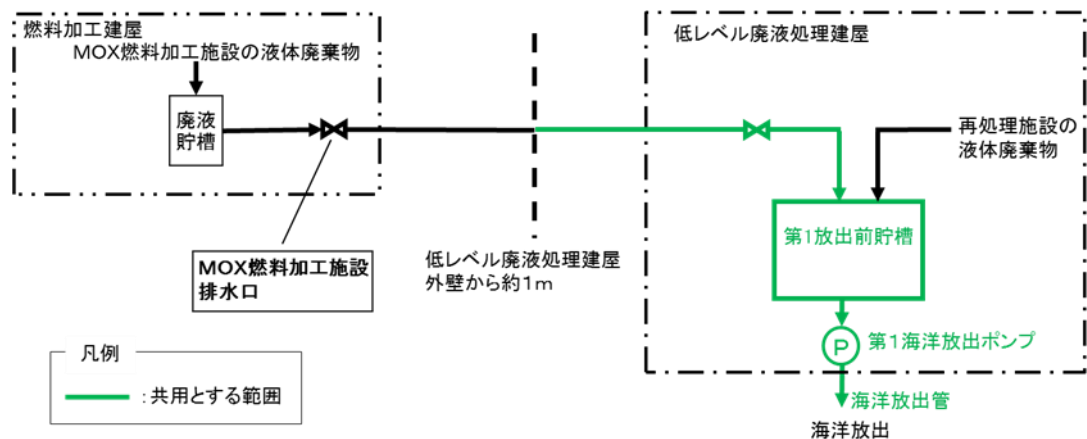 燃料加工建屋
MOX燃料加工施設の液体廃棄物
廃液
貯槽
MOX燃料加工施設
排水口
低レベル廃液処理建屋
外壁から約1m
低レベル廃液処理建屋
再処理施設の
液体廃棄物
第1放出前貯槽
P
第1海洋放出ポンプ
海洋放出管
海洋放出
凡例
:共用とする範囲